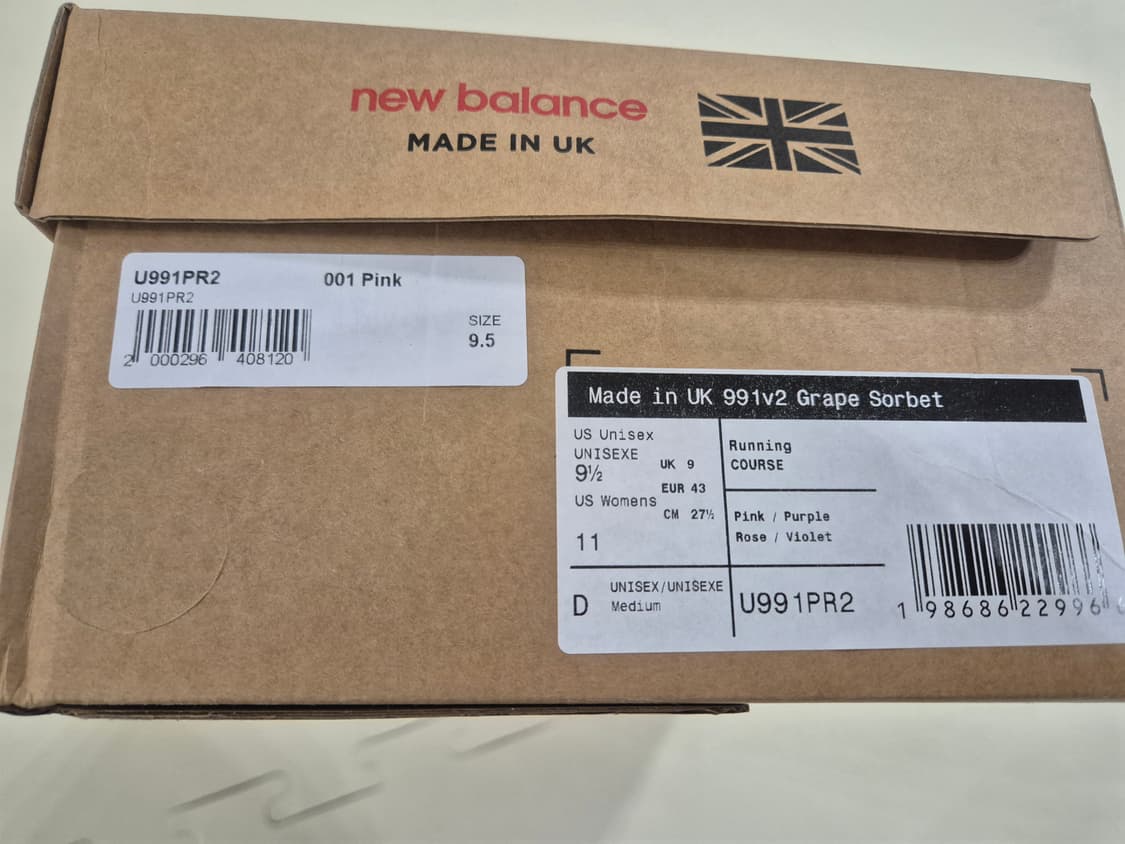 new balance
MADE IN UK
U991PR2 001 Pink
U991PR2
SIZE
9.5
2 000296 408120
Made in UK 991v2 Grape Sorbet
US Unisex
UNISEXE
9½
UK 9
EUR 43
US Womens
CM 27½
11
Running
COURSE
Pink / Purple
Rose / Violet
D
UNISEX/UNISEXE
Medium
U991PR2
1 98686 22996